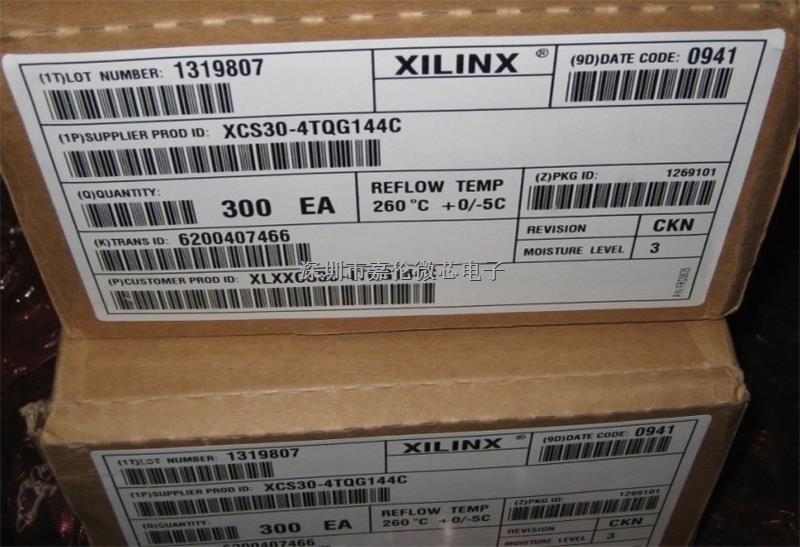 (1T)LOT NUMBER: 1319807
XILINX ®
(9D)DATE CODE: 0941
(1P)SUPPLIER PROD ID: XCS30-4TQG144C
(Q)QUANTITY: 300 EA
REFLOW TEMP
260 °C +0/-5C
(Z)PKG ID: 1269101
REVISION CKN
MOISTURE LEVEL 3
(K)TRANS ID: 6200407466
(P)CUSTOMER PROD ID:
深圳市嘉伦微芯电子
(1T)LOT NUMBER: 1319807
XILINX ®
(9D)DATE CODE: 0941
(1P)SUPPLIER PROD ID: XCS30-4TQG144C
(Q)QUANTITY: 300 EA
REFLOW TEMP
260 °C +0/-5C
(Z)PKG ID: 1269101
REVISION CKN
MOISTURE LEVEL 3
6200407466